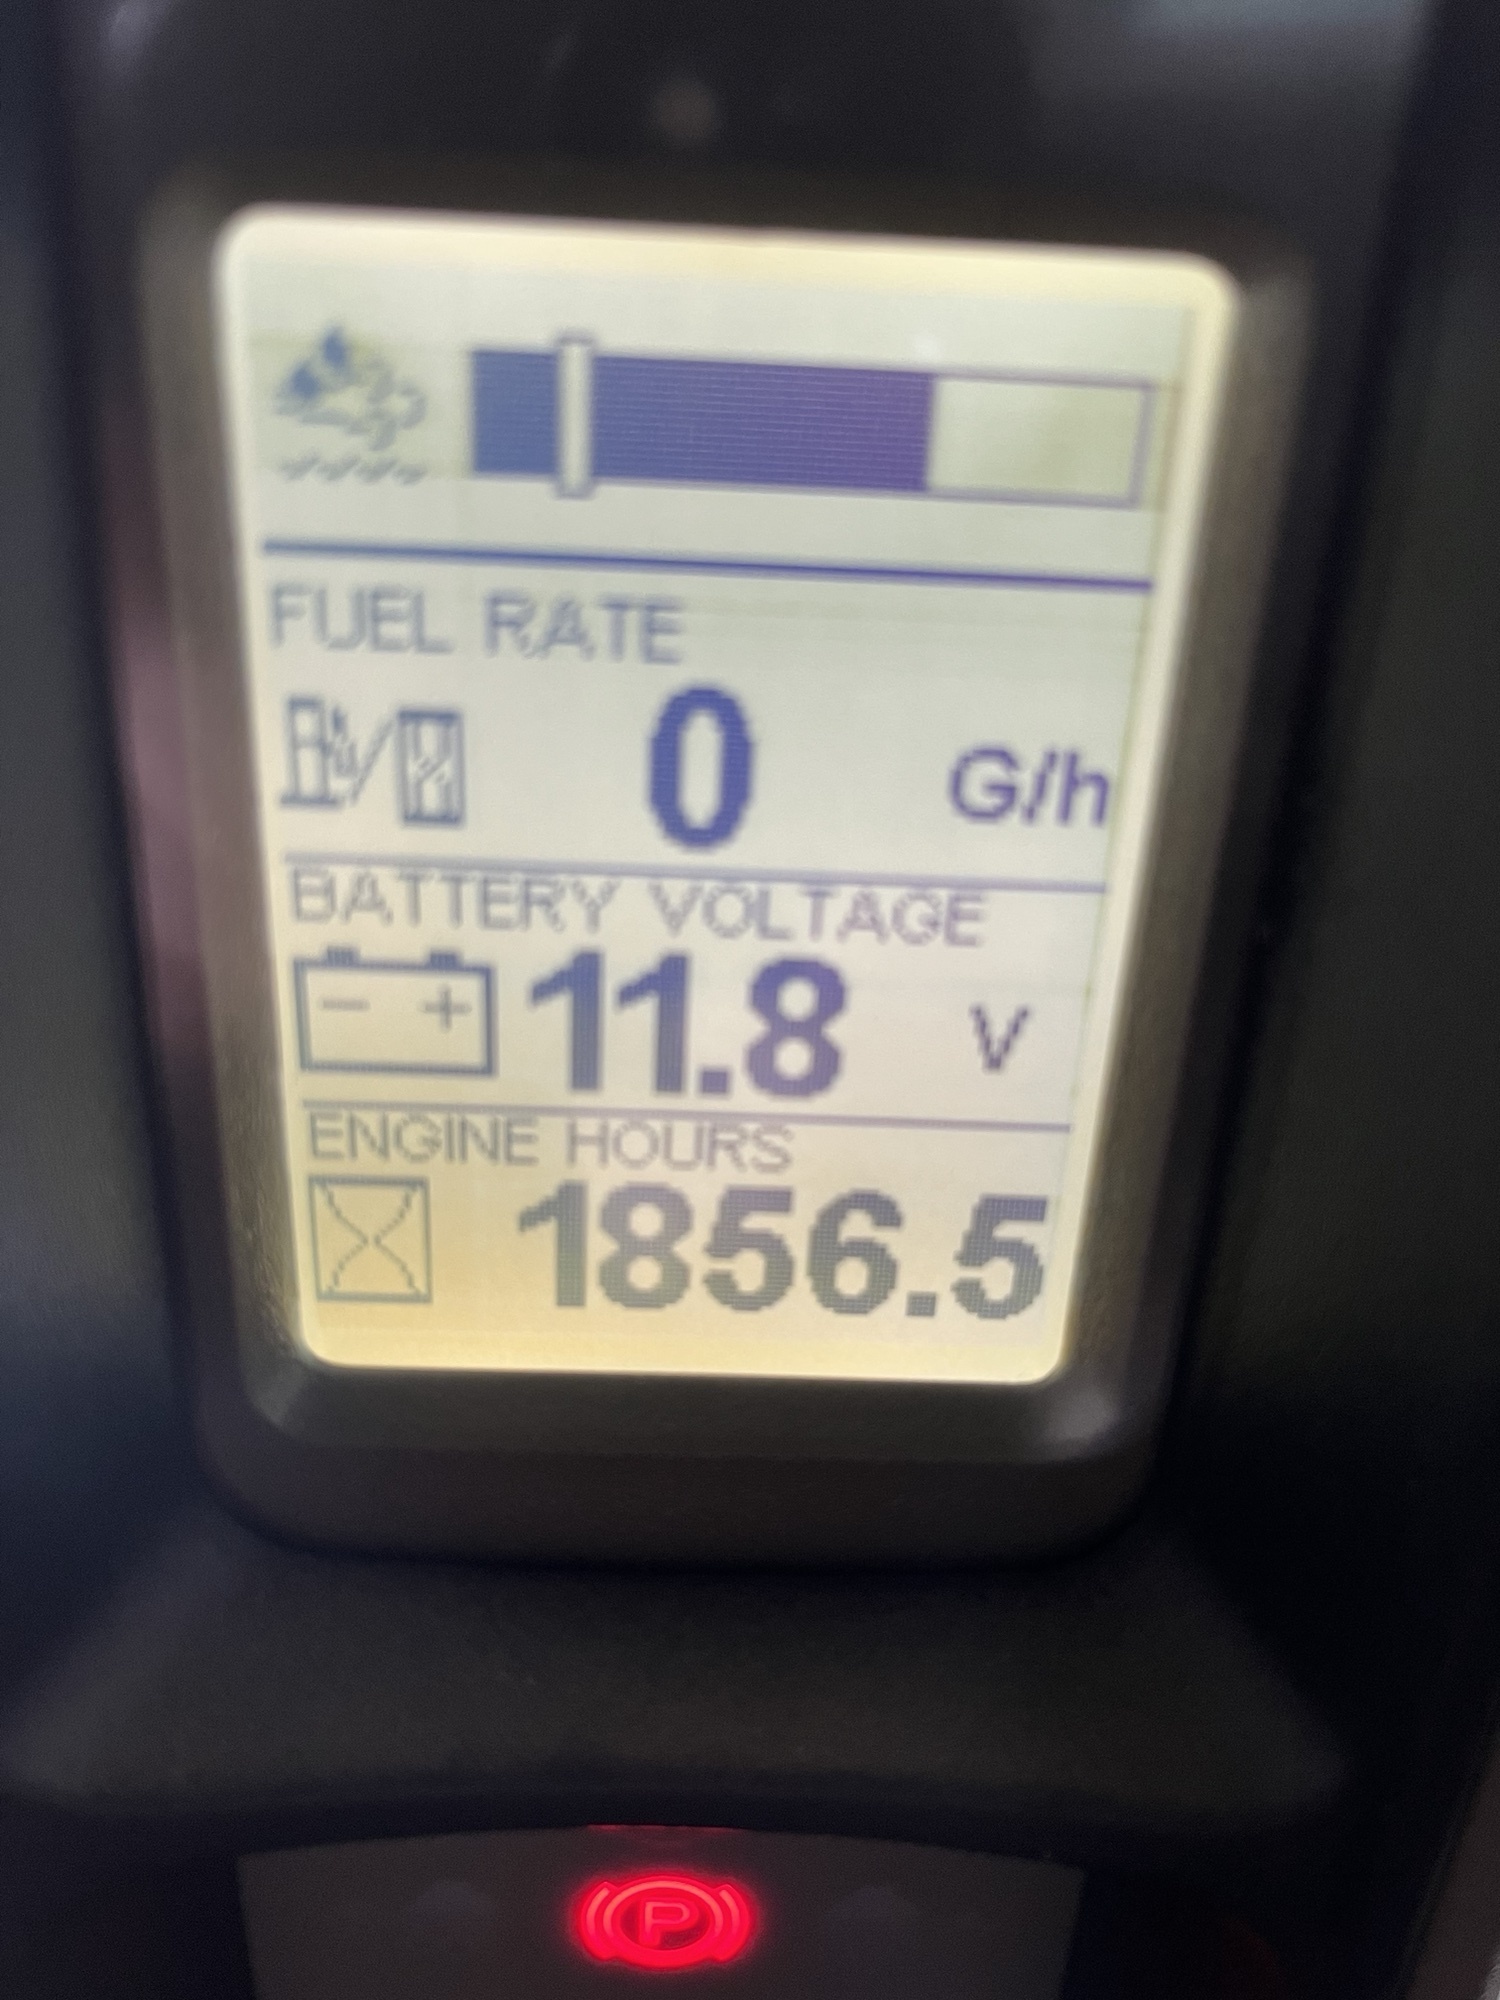 FUEL RATE
0 G/h
BATTERY VOLTAGE
- + 11.8 V
ENGINE HOURS
1856.5
P